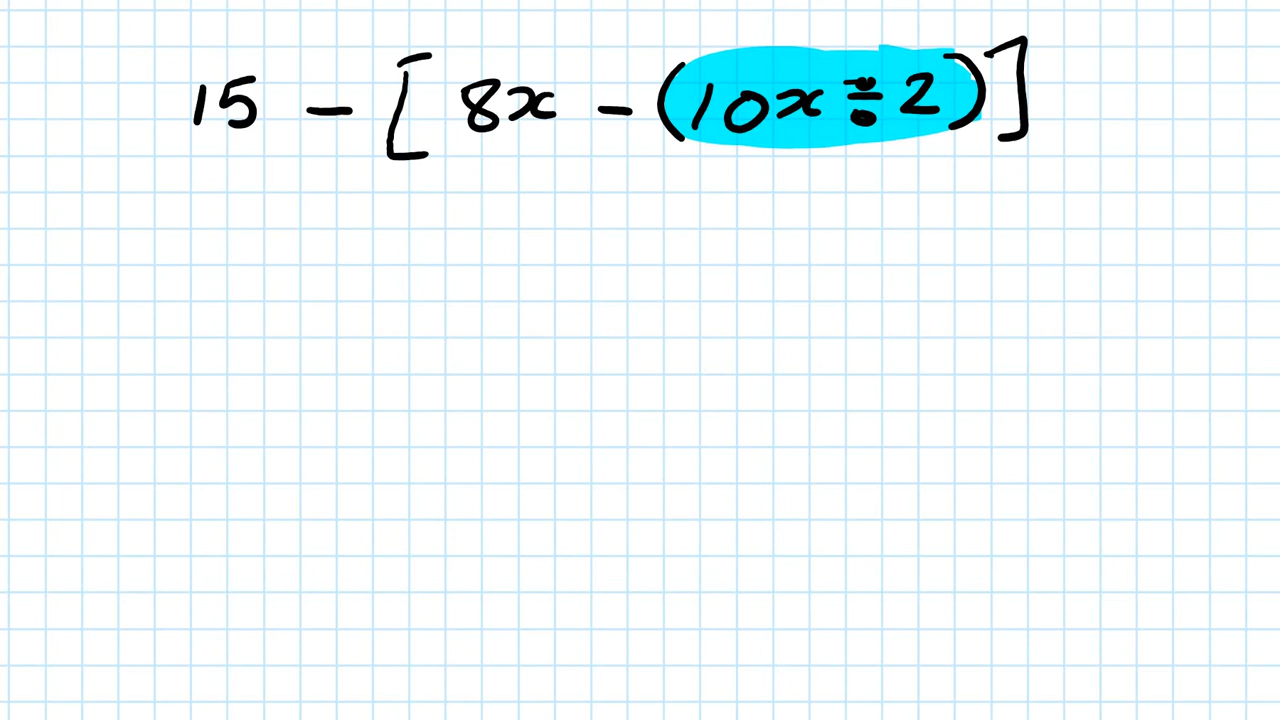 15 - [ 8x - (10x ÷ 2) ]